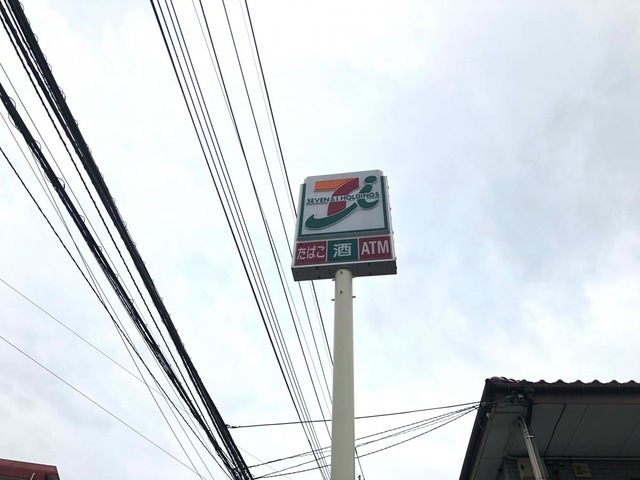 SEVEN & i HOLDINGS
たばこ 酒 ATM